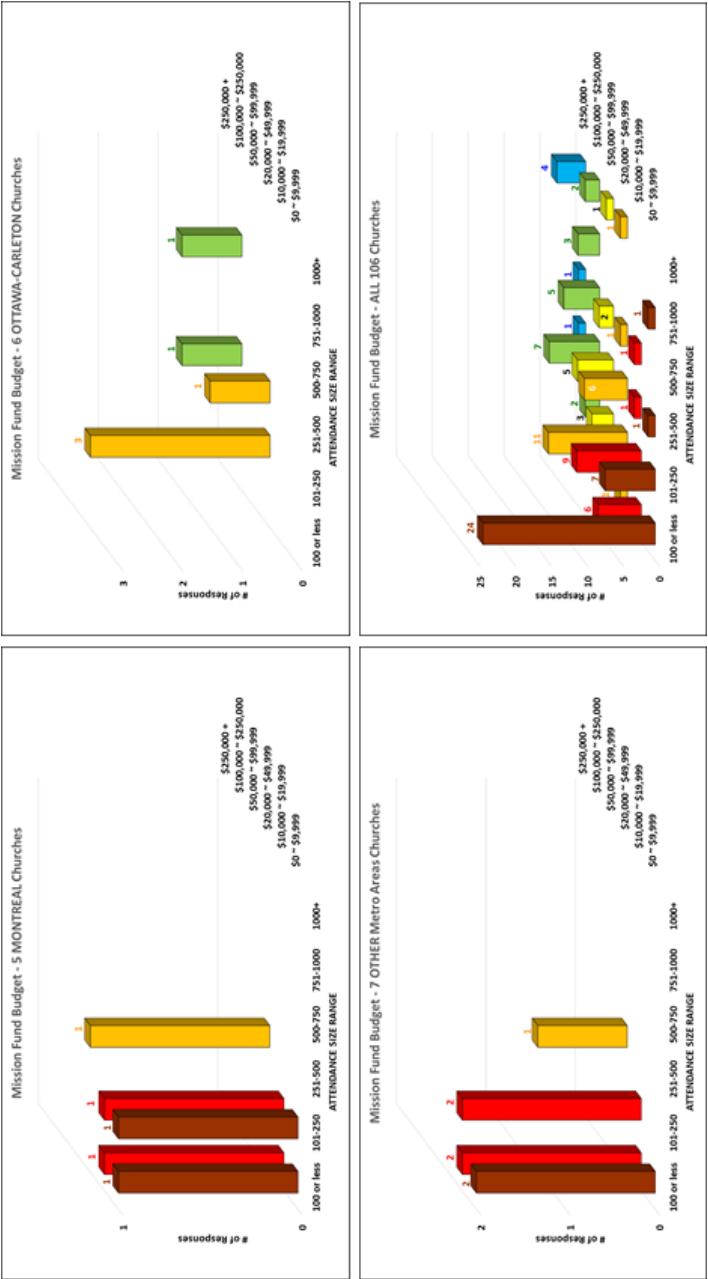 Mission Fund Budget - 5 MONTREAL Churches
1
0
# of Responses
1
1
1
1
1
100 or less
101-250
251-500
500-750
751-1000
1000+
ATTENDANCE SIZE RANGE
$250,000 +
$100,000 ~ $250,000
$50,000 ~ $99,999
$20,000 ~ $49,999
$10,000 ~ $19,999
$0 ~ $9,999
Mission Fund Budget - 6 OTTAWA-CARLETON Churches
3
2
1
0
# of Responses
3
1
1
1
100 or less
101-250
251-500
500-750
751-1000
1000+
ATTENDANCE SIZE RANGE
$250,000 +
$100,000 ~ $250,000
$50,000 ~ $99,999
$20,000 ~ $49,999
$10,000 ~ $19,999
$0 ~ $9,999
Mission Fund Budget - 7 OTHER Metro Areas Churches
2
1
0
# of Responses
2
2
2
1
100 or less
101-250
251-500
500-750
751-1000
1000+
ATTENDANCE SIZE RANGE
$250,000 +
$100,000 ~ $250,000
$50,000 ~ $99,999
$20,000 ~ $49,999
$10,000 ~ $19,999
$0 ~ $9,999
Mission Fund Budget - ALL 106 Churches
25
20
15
10
5
0
# of Responses
24
6
7
9
11
3
2
1
1
6
5
7
1
1
1
2
5
1
1
3
1
1
2
4
100 or less
101-250
251-500
500-750
751-1000
1000+
ATTENDANCE SIZE RANGE
$250,000 +
$100,000 ~ $250,000
$50,000 ~ $99,999
$20,000 ~ $49,999
$10,000 ~ $19,999
$0 ~ $9,999